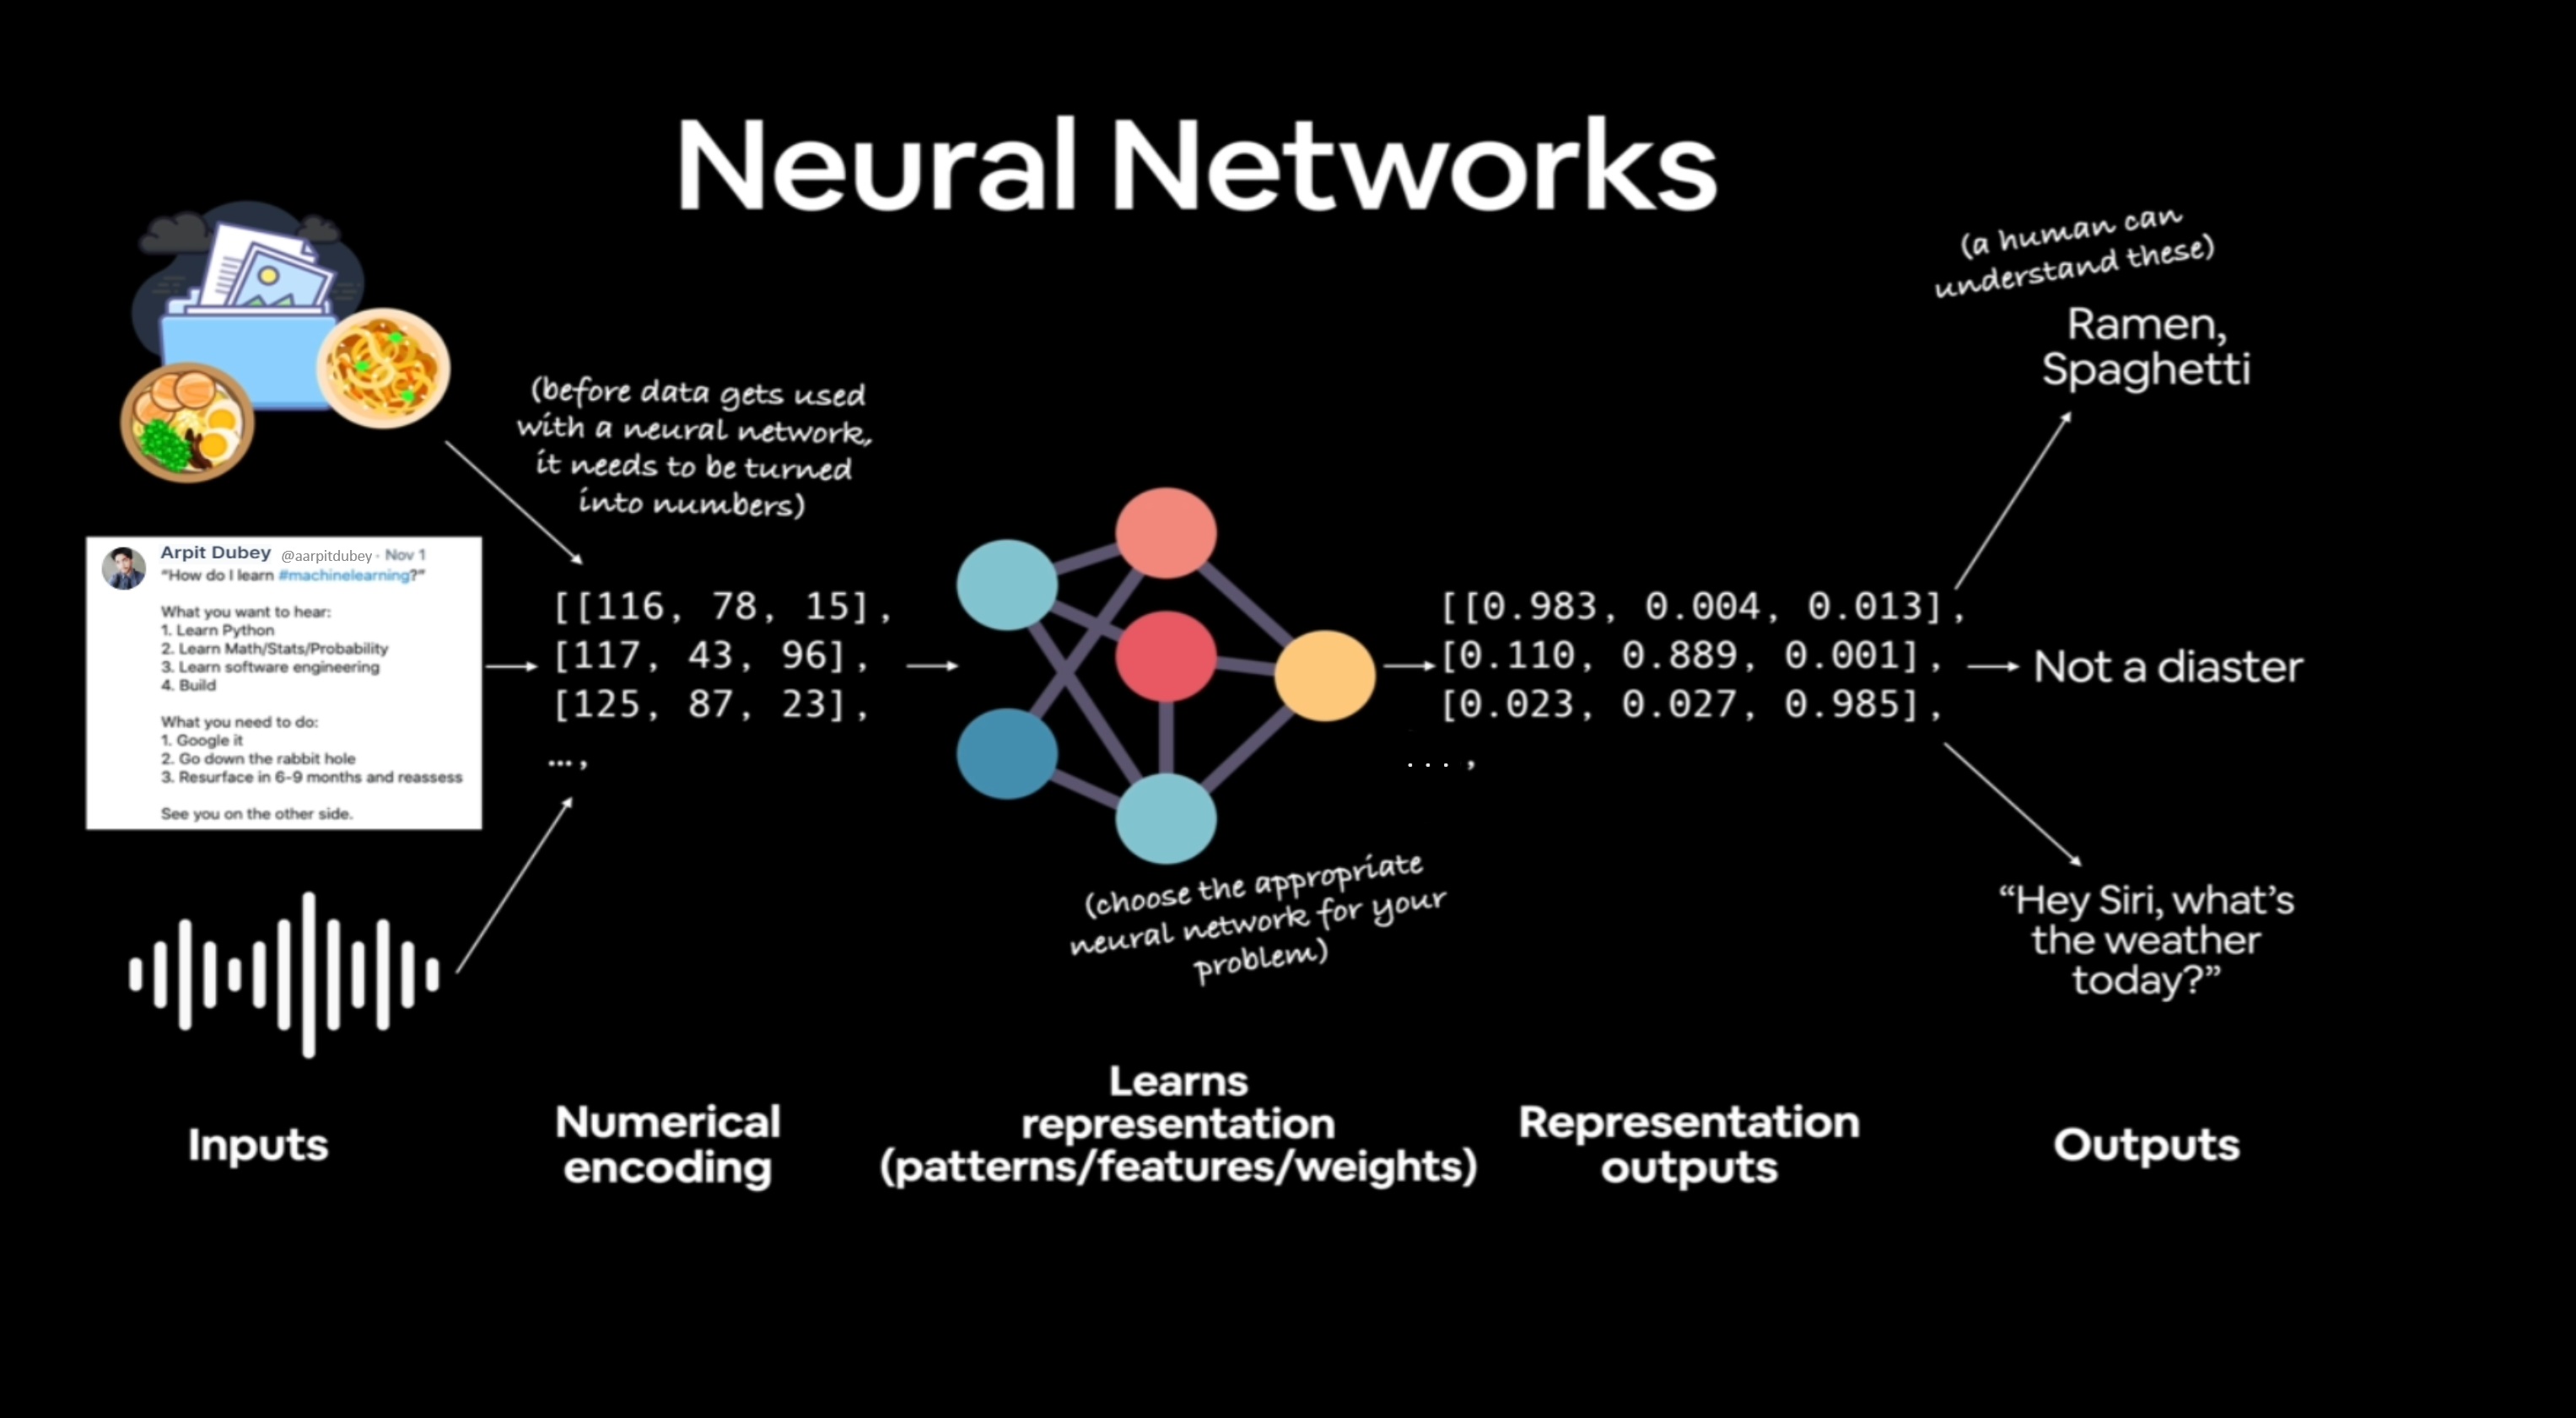 Neural Networks
(a human can
understand these)
Ramen,
Spaghetti
(before data gets used
with a neural network,
it needs to be turned
into numbers)
Arpit Dubey @aarpitdubey · Nov 1
“How do I learn #machinelearning?”
What you want to hear:
1. Learn Python
2. Learn Math/Stats/Probability
3. Learn software engineering
4. Build
What you need to do:
1. Google it
2. Go down the rabbit hole
3. Resurface in 6-9 months and reassess
See you on the other side.
[[116, 78, 15],
[117, 43, 96],
[125, 87, 23],
...,
[[0.983, 0.004, 0.013],
[0.110, 0.889, 0.001],
[0.023, 0.027, 0.985],
... ,
Not a diaster
(choose the appropriate
neural network for your
problem)
“Hey Siri, what’s
the weather
today?”
Inputs
Numerical
encoding
Learns
representation
(patterns/features/weights)
Representation
outputs
Outputs